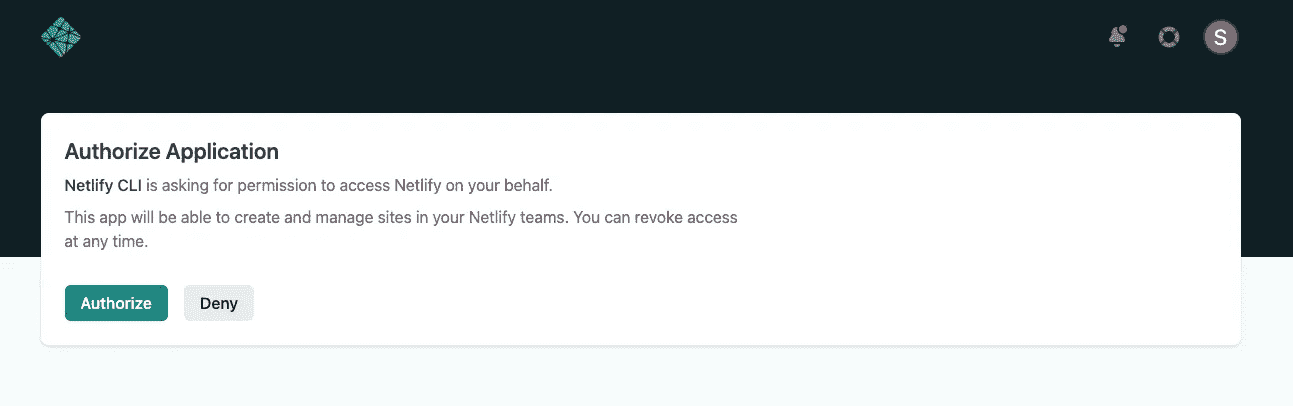 S
Authorize Application
Netlify CLI is asking for permission to access Netlify on your behalf.
This app will be able to create and manage sites in your Netlify teams. You can revoke access
at any time.
Authorize Deny